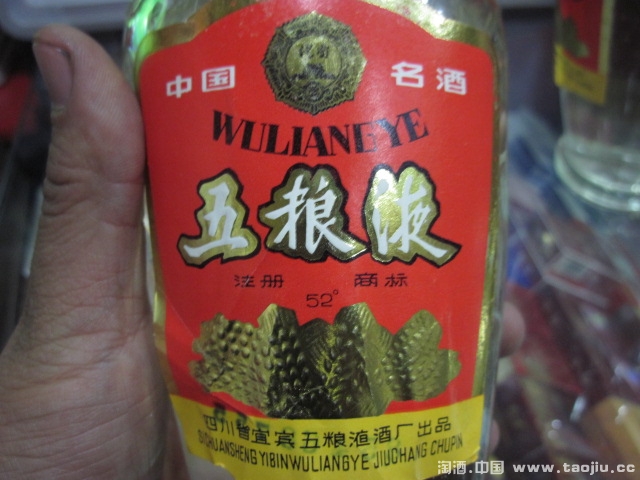 中国 名酒
WULIANGYE
五粮液
注册 商标
52°
四川省宜宾五粮液酒厂出品
SICHUANSHENG YIBINWULIANGYE JIUCHANG CHUPIN
淘酒.中国 www.taojiu.cc